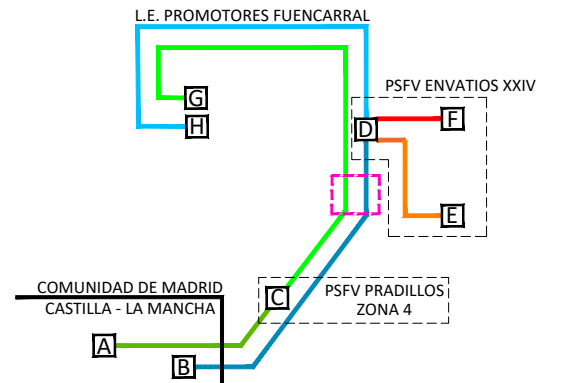 L.E. PROMOTORES FUENCARRAL
PSFV ENVATIOS XXIV
G
F
H
D
E
COMUNIDAD DE MADRID
CASTILLA - LA MANCHA
C
PSFV PRADILLOS
ZONA 4
A
B